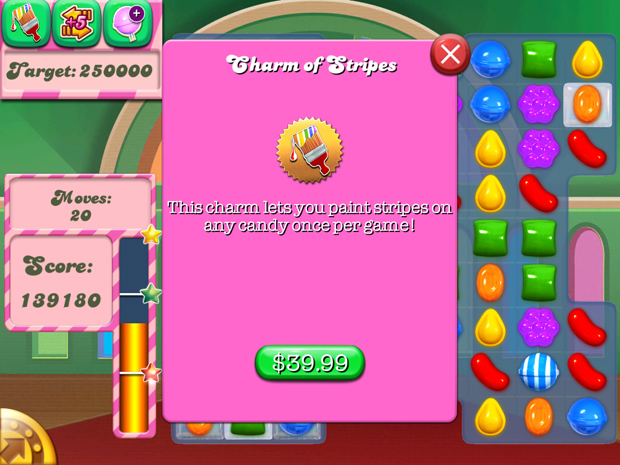 +5
+
Target: 250000
Charm of Stripes
Moves:
20
Score:
139180
This charm lets you paint stripes on
any candy once per game!
$39.99